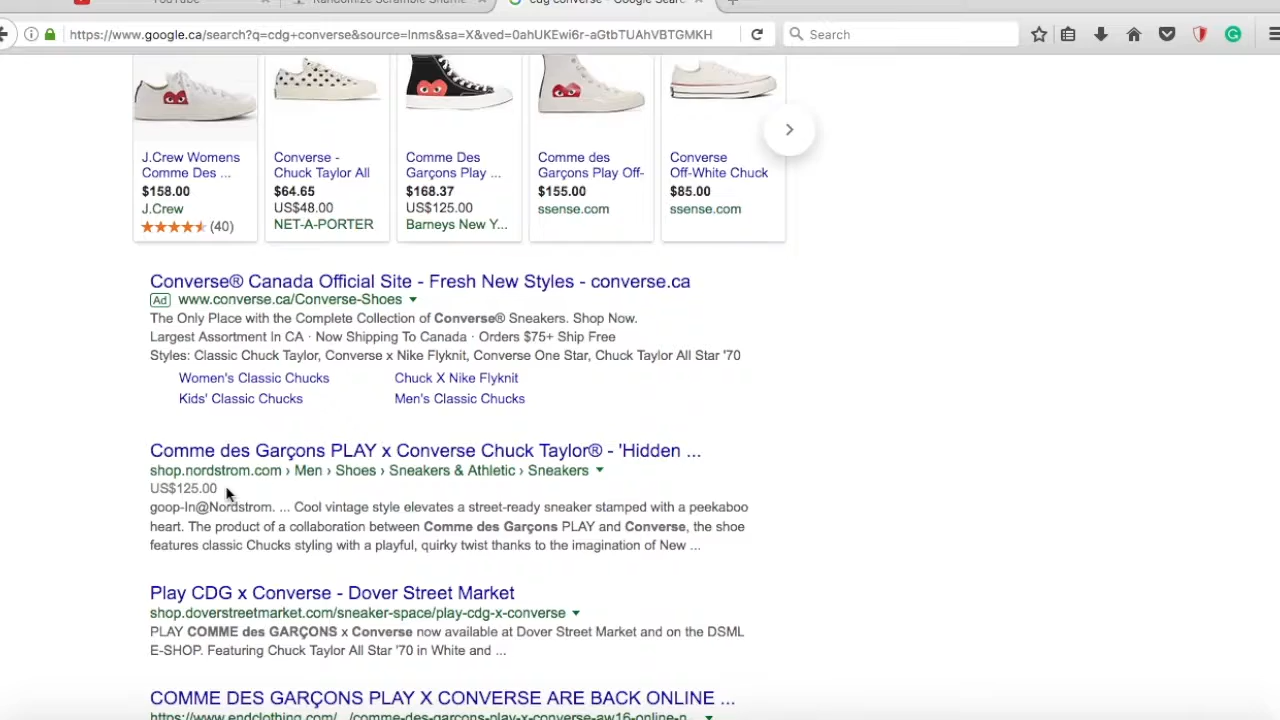 YouTube
Randomize Scramble Shuffle
cdg converse - Google Sear
https://www.google.ca/search?q=cdg+converse&source=lnms&sa=X&ved=0ahUKEwi6r-aGtbTUAhVBTGMKH
Search
J.Crew Womens
Comme Des ...
$158.00
J.Crew
(40)
Converse -
Chuck Taylor All
$64.65
US$48.00
NET-A-PORTER
Comme Des
Garçons Play ...
$168.37
US$125.00
Barneys New Y...
Comme des
Garçons Play Off-
$155.00
ssense.com
Converse
Off-White Chuck
$85.00
ssense.com
Converse® Canada Official Site - Fresh New Styles - converse.ca
Ad www.converse.ca/Converse-Shoes
The Only Place with the Complete Collection of Converse® Sneakers. Shop Now.
Largest Assortment In CA · Now Shipping To Canada · Orders $75+ Ship Free
Styles: Classic Chuck Taylor, Converse x Nike Flyknit, Converse One Star, Chuck Taylor All Star '70
Women's Classic Chucks Chuck X Nike Flyknit
Kids' Classic Chucks Men's Classic Chucks
Comme des Garçons PLAY x Converse Chuck Taylor® - 'Hidden ...
shop.nordstrom.com › Men › Shoes › Sneakers & Athletic › Sneakers
US$125.00
goop-In@Nordstrom. ... Cool vintage style elevates a street-ready sneaker stamped with a peekaboo
heart. The product of a collaboration between Comme des Garçons PLAY and Converse, the shoe
features classic Chucks styling with a playful, quirky twist thanks to the imagination of New ...
Play CDG x Converse - Dover Street Market
shop.doverstreetmarket.com/sneaker-space/play-cdg-x-converse
PLAY COMME des GARÇONS x Converse now available at Dover Street Market and on the DSML
E-SHOP. Featuring Chuck Taylor All Star '70 in White and ...
COMME DES GARÇONS PLAY X CONVERSE ARE BACK ONLINE ...
https://www.endclothing.com/.../comme-des-garcons-play-x-converse-aw16-online-n...